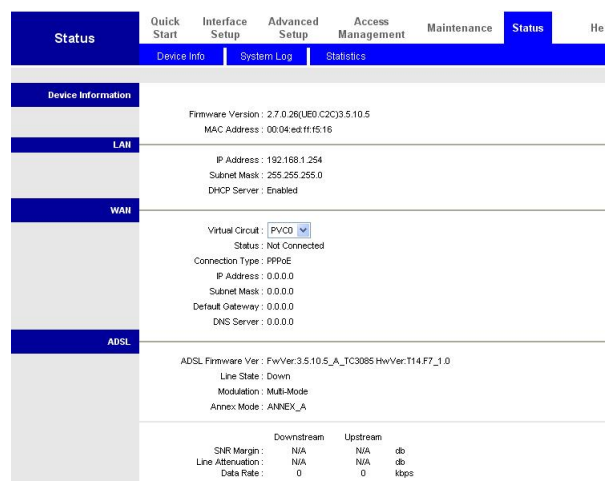 Status
Quick Start
Interface Setup
Advanced Setup
Access Management
Maintenance
Status
He
Device Info
System Log
Statistics
Device Information
Firmware Version : 2.7.0.26(UE0.C2C)3.5.10.5
MAC Address : 00:04:ed:ff:f5:16
LAN
IP Address : 192.168.1.254
Subnet Mask : 255.255.255.0
DHCP Server : Enabled
WAN
Virtual Circuit : PVC0
Status : Not Connected
Connection Type : PPPoE
IP Address : 0.0.0.0
Subnet Mask : 0.0.0.0
Default Gateway : 0.0.0.0
DNS Server : 0.0.0.0
ADSL
ADSL Firmware Ver : FwVer:3.5.10.5_A_TC3085 HwVer:T14.F7_1.0
Line State : Down
Modulation : Multi-Mode
Annex Mode : ANNEX_A
Downstream Upstream
SNR Margin : N/A N/A db
Line Attenuation : N/A N/A db
Data Rate : 0 0 kbps